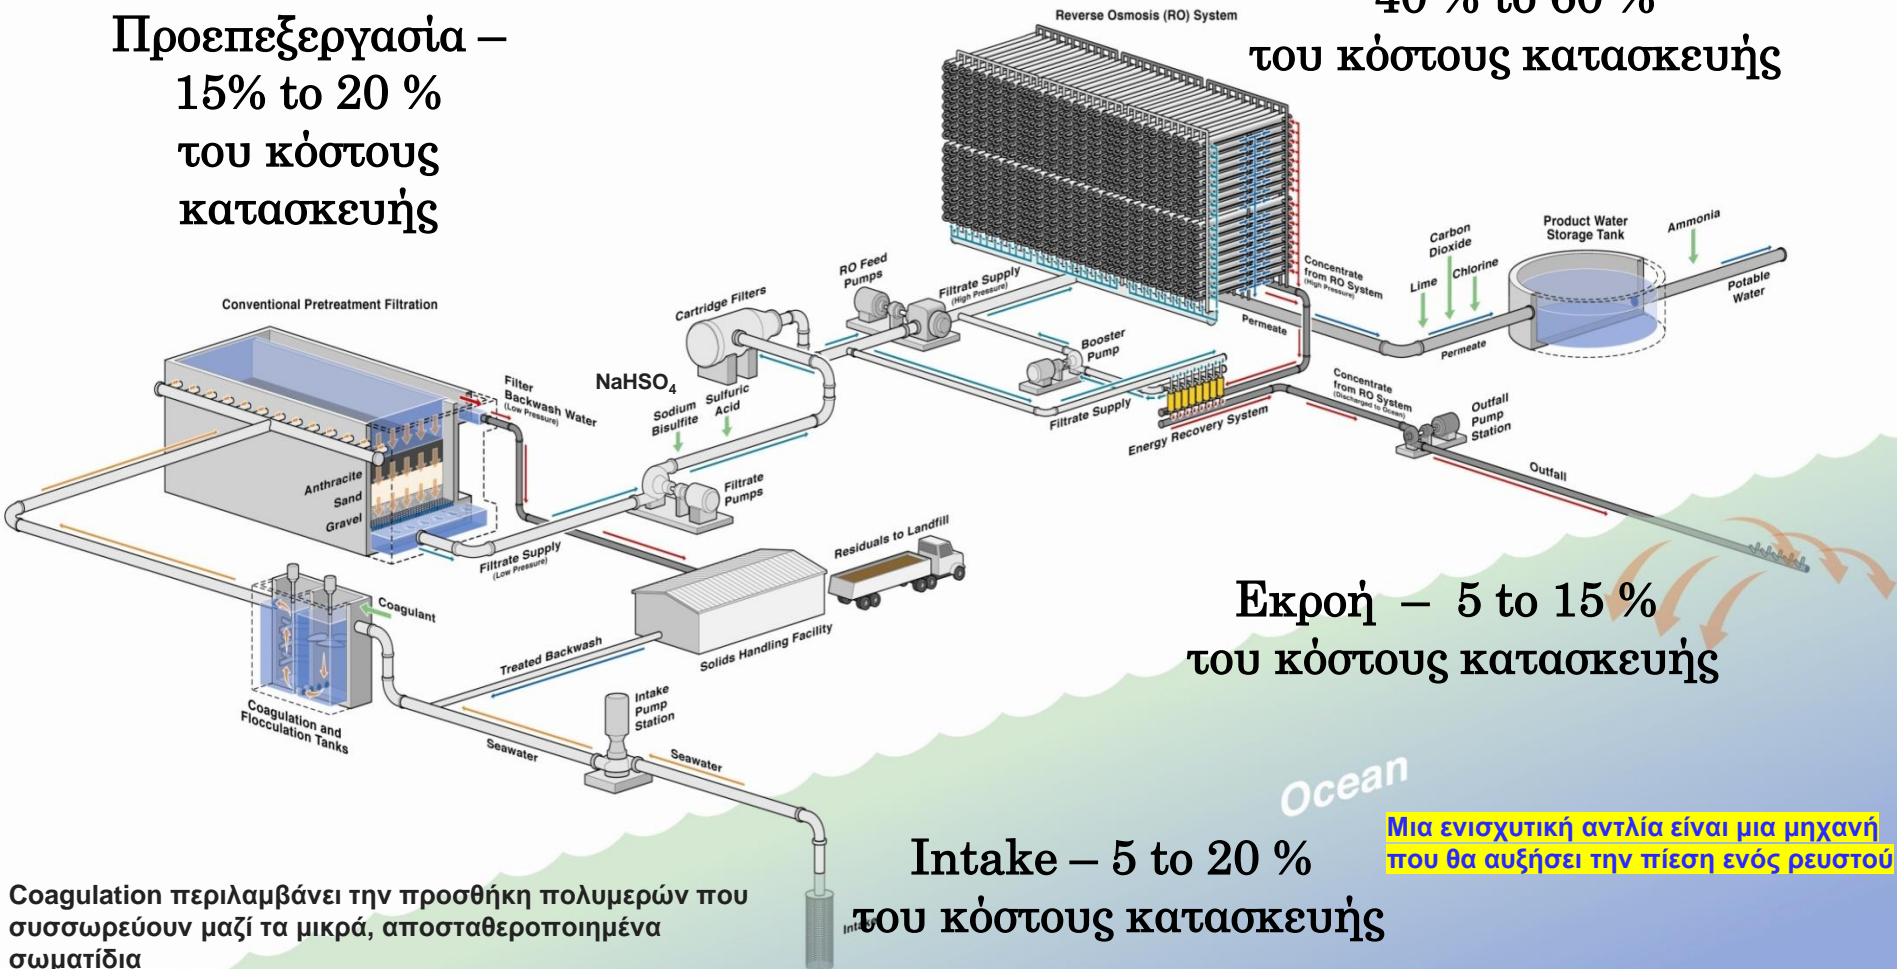 Προεπεξεργασία –
15% to 20 %
του κόστους
κατασκευής
Reverse Osmosis (RO) System
40 % to 60 %
του κόστους κατασκευής
Conventional Pretreatment Filtration
Anthracite
Sand
Gravel
Filter
Backwash Water
(Low Pressure)
NaHSO4
Sodium
Bisulfite
Sulfuric
Acid
Cartridge Filters
RO Feed
Pumps
Filtrate Supply
(High Pressure)
Booster
Pump
Filtrate Supply
Energy Recovery System
Permeate
Concentrate
from RO System
(High Pressure)
Lime
Carbon
Dioxide
Chlorine
Permeate
Product Water
Storage Tank
Ammonia
Potable
Water
Concentrate
from RO System
(Discharged to Ocean)
Outfall
Pump
Station
Outfall
Filtrate
Pumps
Filtrate Supply
(Low Pressure)
Residuals to Landfill
Solids Handling Facility
Treated Backwash
Coagulant
Coagulation and
Flocculation Tanks
Intake
Pump
Station
Seawater
Seawater
Εκροή – 5 to 15 %
του κόστους κατασκευής
Ocean
Μια ενισχυτική αντλία είναι μια μηχανή
που θα αυξήσει την πίεση ενός ρευστού
Intake – 5 to 20 %
του κόστους κατασκευής
Intake
Coagulation περιλαμβάνει την προσθήκη πολυμερών που
συσσωρεύουν μαζί τα μικρά, αποσταθεροποιημένα
σωματίδια